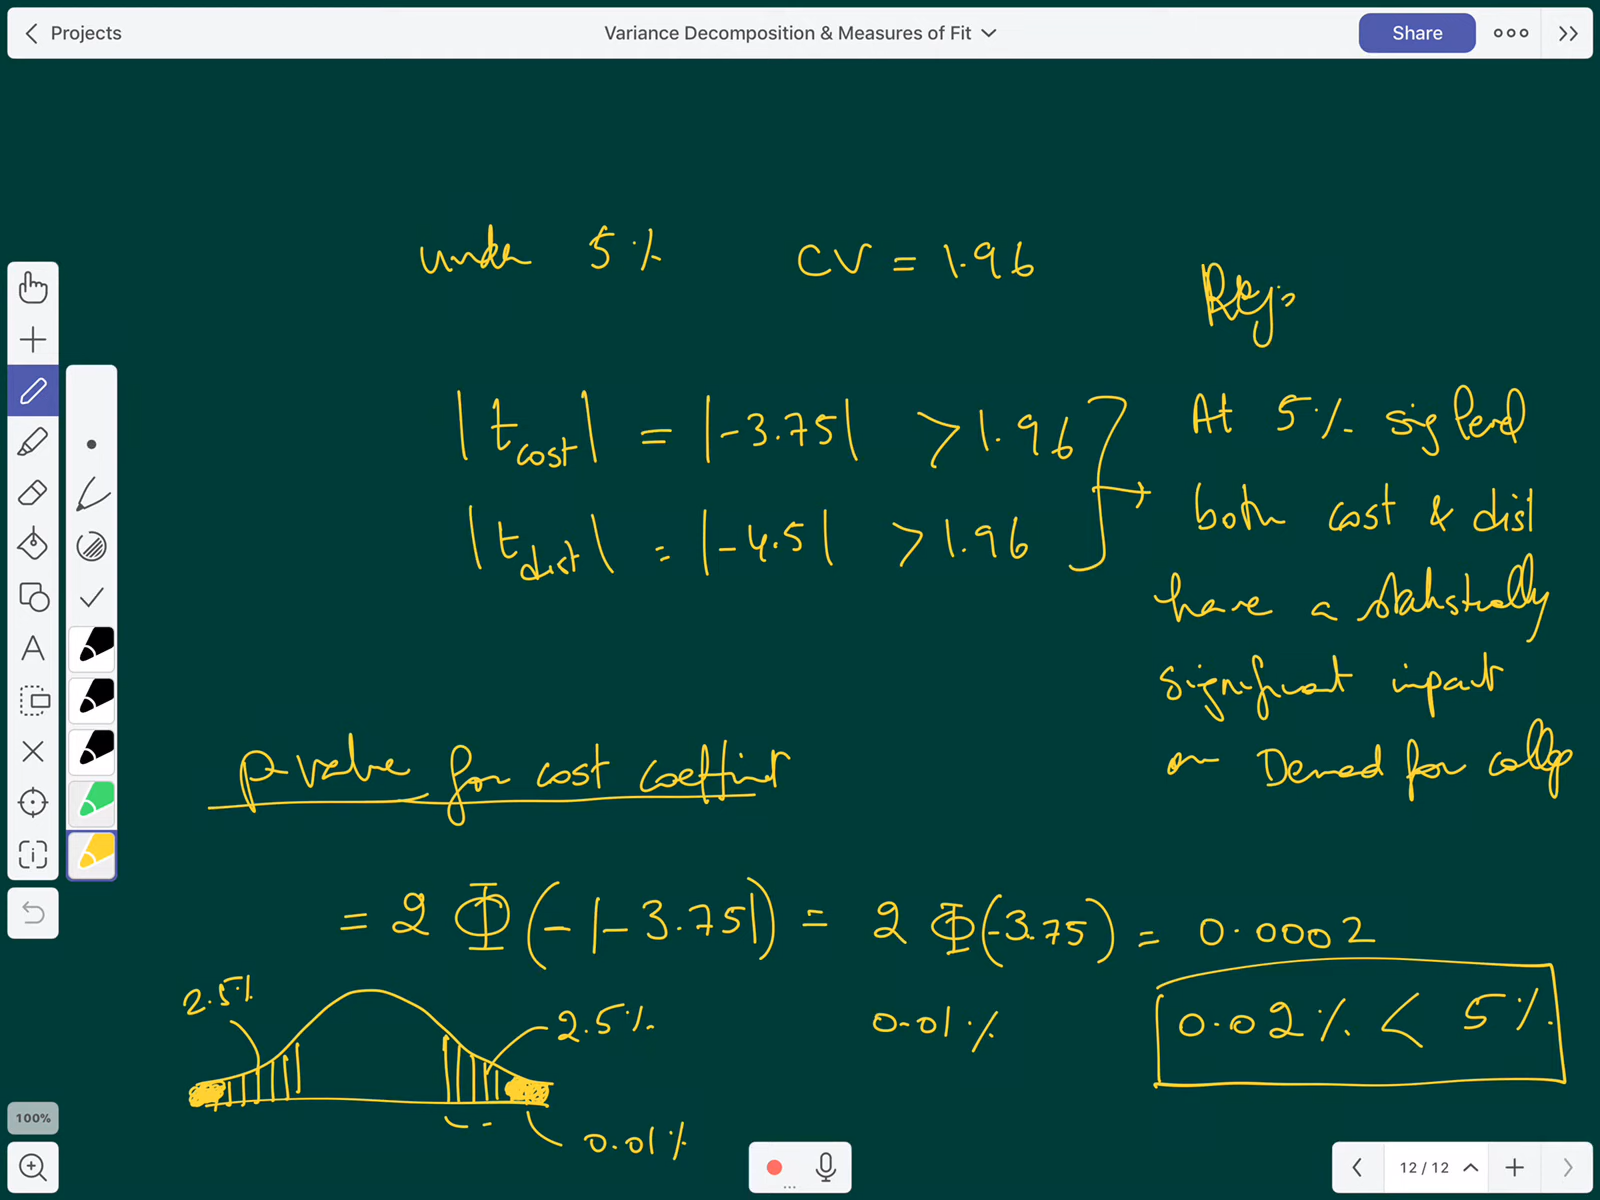 Projects
Variance Decomposition & Measures of Fit
Share
under 5% CV = 1.96
Rej:
|t_cost| = |-3.75| > 1.96
|t_dist| = |-4.5| > 1.96
At 5% sig level
both cost & dist
have a statistically
significant impact
on Demand for college
p-value for cost coefficient
= 2 Φ(-|-3.75|) = 2 Φ(-3.75) = 0.0002
2.5%
2.5%
0.01%
0.02% < 5%
0.01%
100%
12 / 12